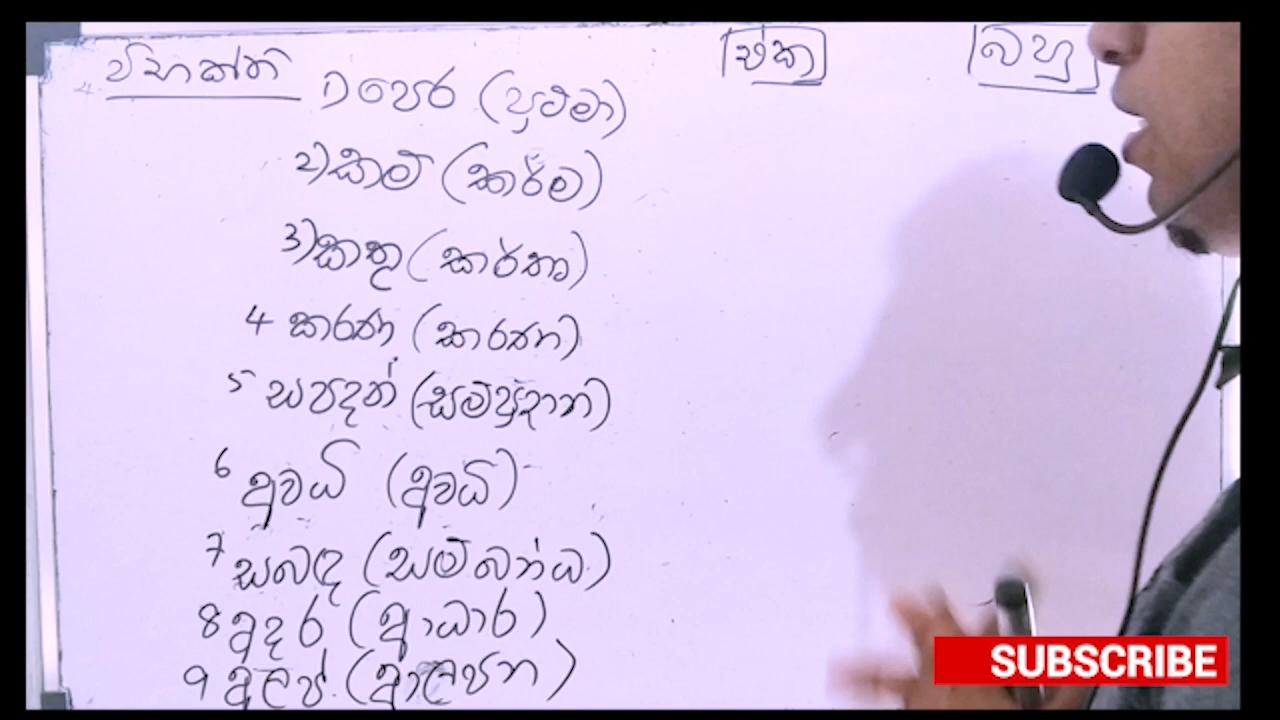 විභක්ති 1) පෙර (ප්‍රථමා) එක බහු
2) කම් (කර්ම)
3) කතු (කර්තෘ)
4 කරණ (කරණ)
5 සපදන් (සම්ප්‍රදාන)
6 අවධි (අවධි)
7 සබඳ (සම්බන්ධ)
8 අදර (ආධාර)
9 අලප් (ආලපන)
SUBSCRIBE